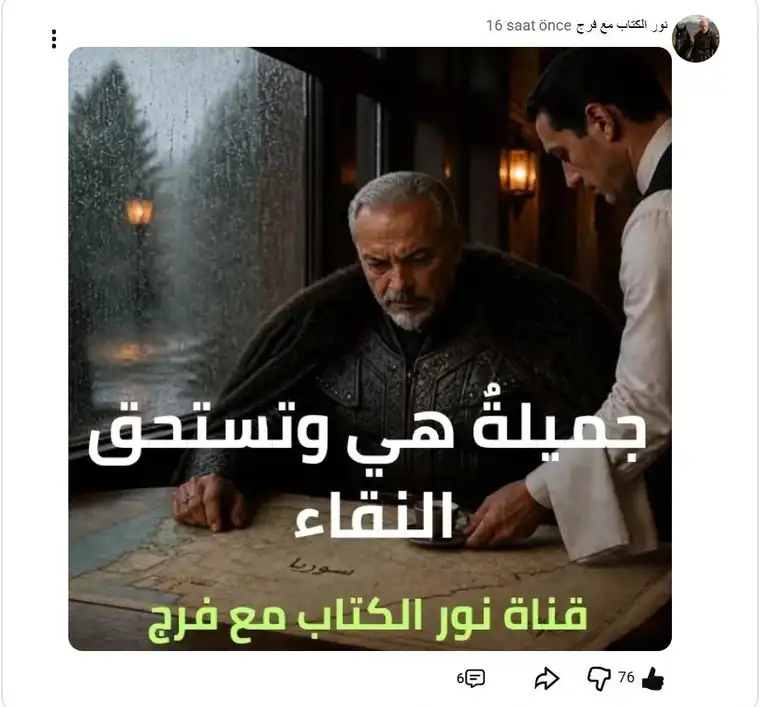 نور الكتاب مع فرج 16 saat önce
جميلةٌ هي وتستحق
النقاء
سوريا
قناة نور الكتاب مع فرج
76
6